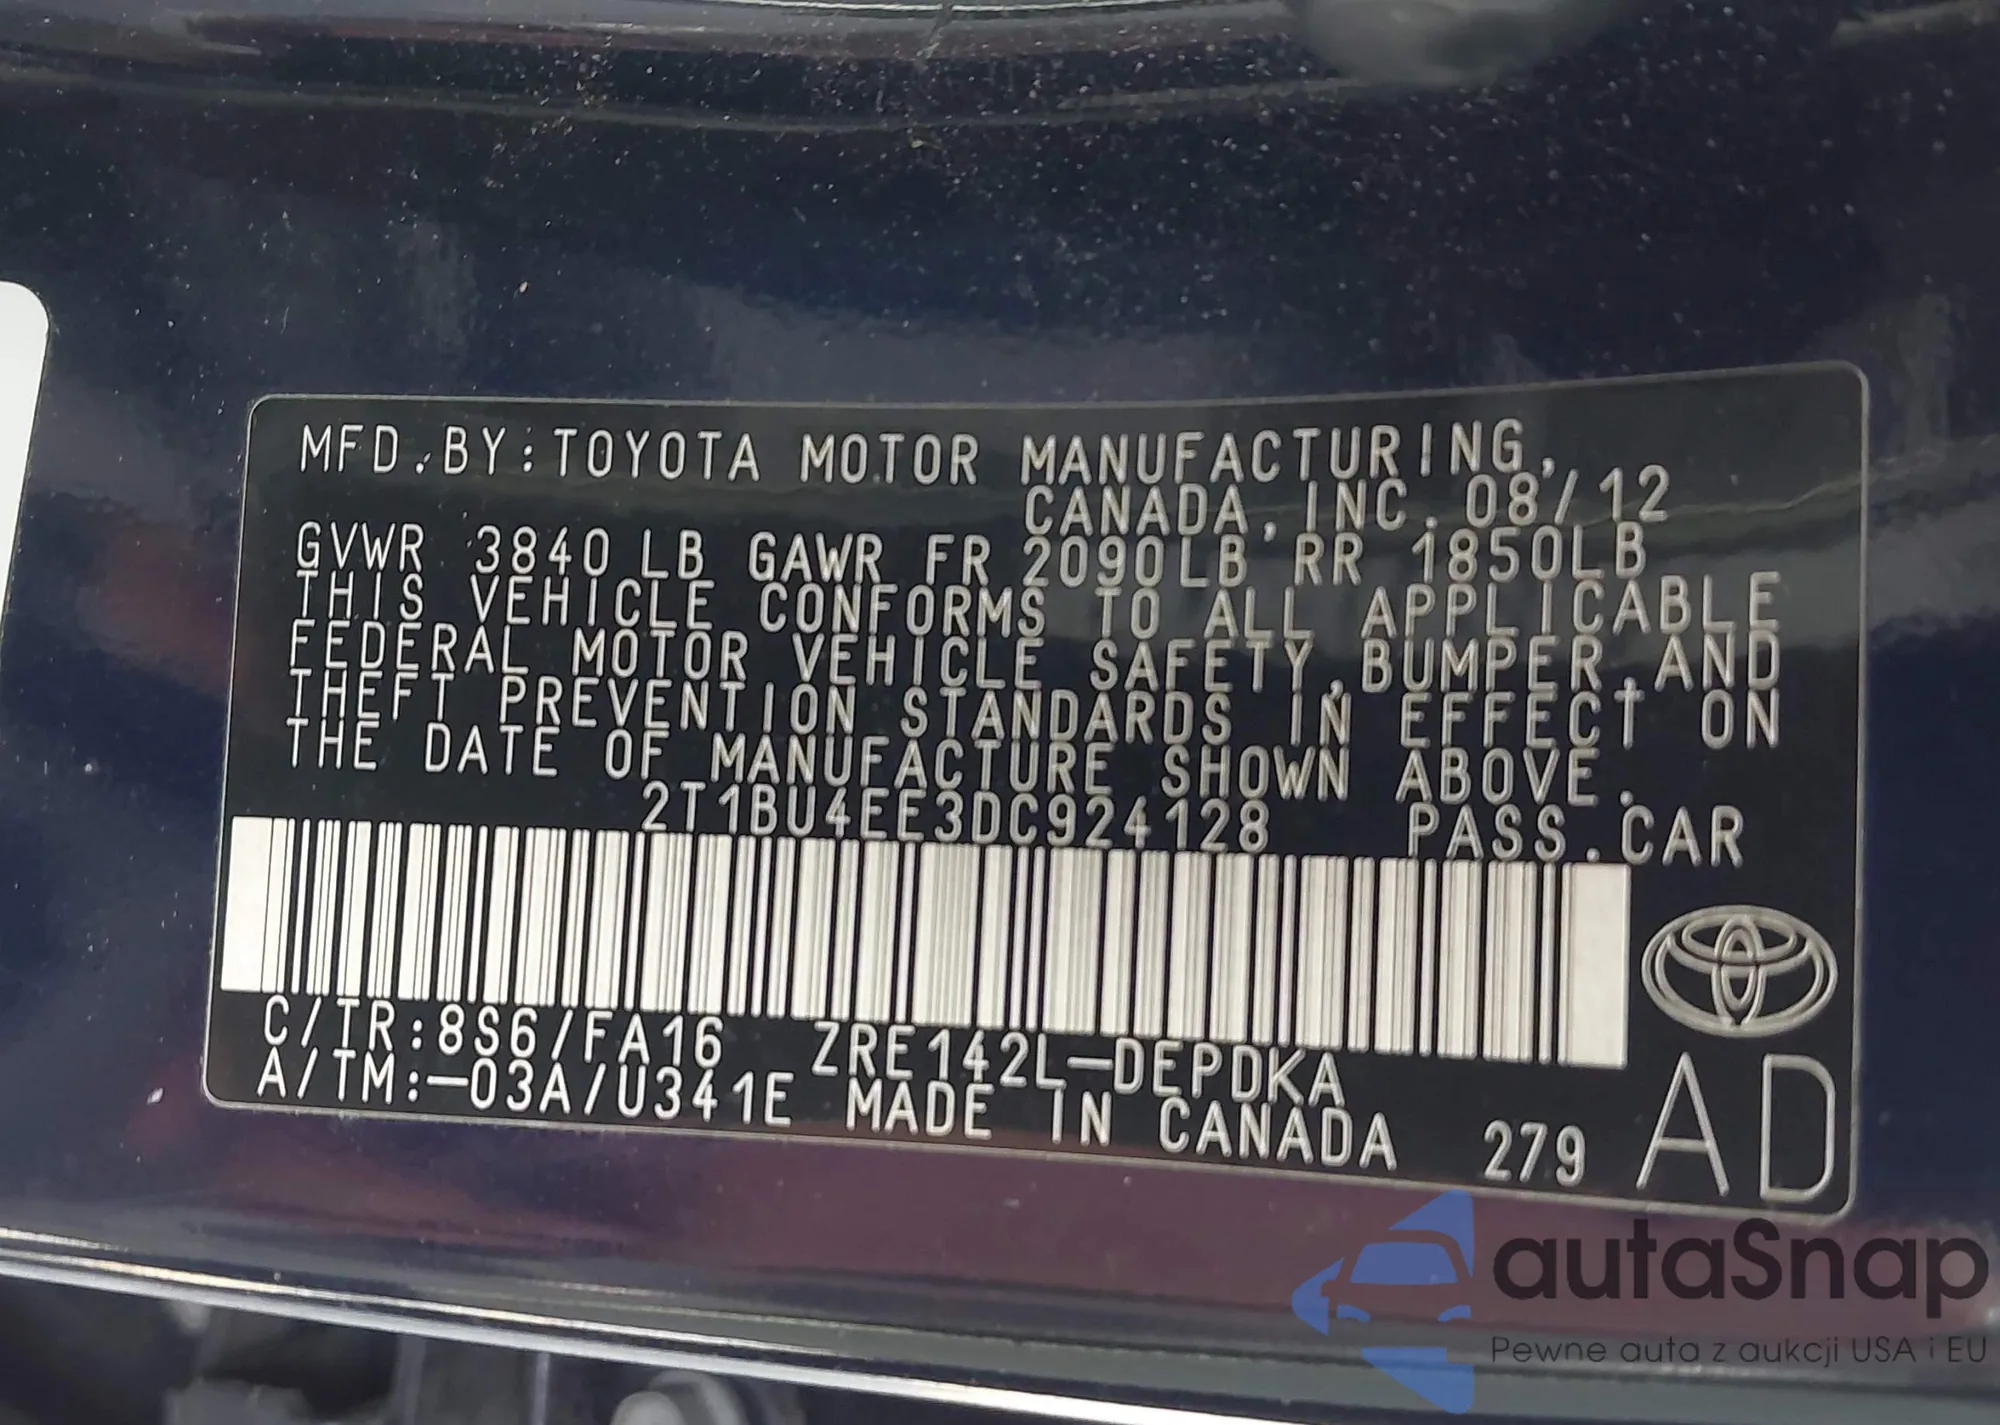 MFD.BY:TOYOTA MOTOR MANUFACTURING,
CANADA, INC. 08/12
GVWR 3840 LB GAWR FR 2090LB RR 1850LB
THIS VEHICLE CONFORMS TO ALL APPLICABLE
FEDERAL MOTOR VEHICLE SAFETY, BUMPER, AND
THEFT PREVENTION STANDARDS IN EFFECT ON
THE DATE OF MANUFACTURE SHOWN ABOVE.
2T1BU4EE3DC924128 PASS.CAR
C/TR:8S6/FA16 ZRE142L-DEPDKA
A/TM:-03A/U341E MADE IN CANADA 279 AD
autaSnap
Pewne auta z aukcji USA i EU